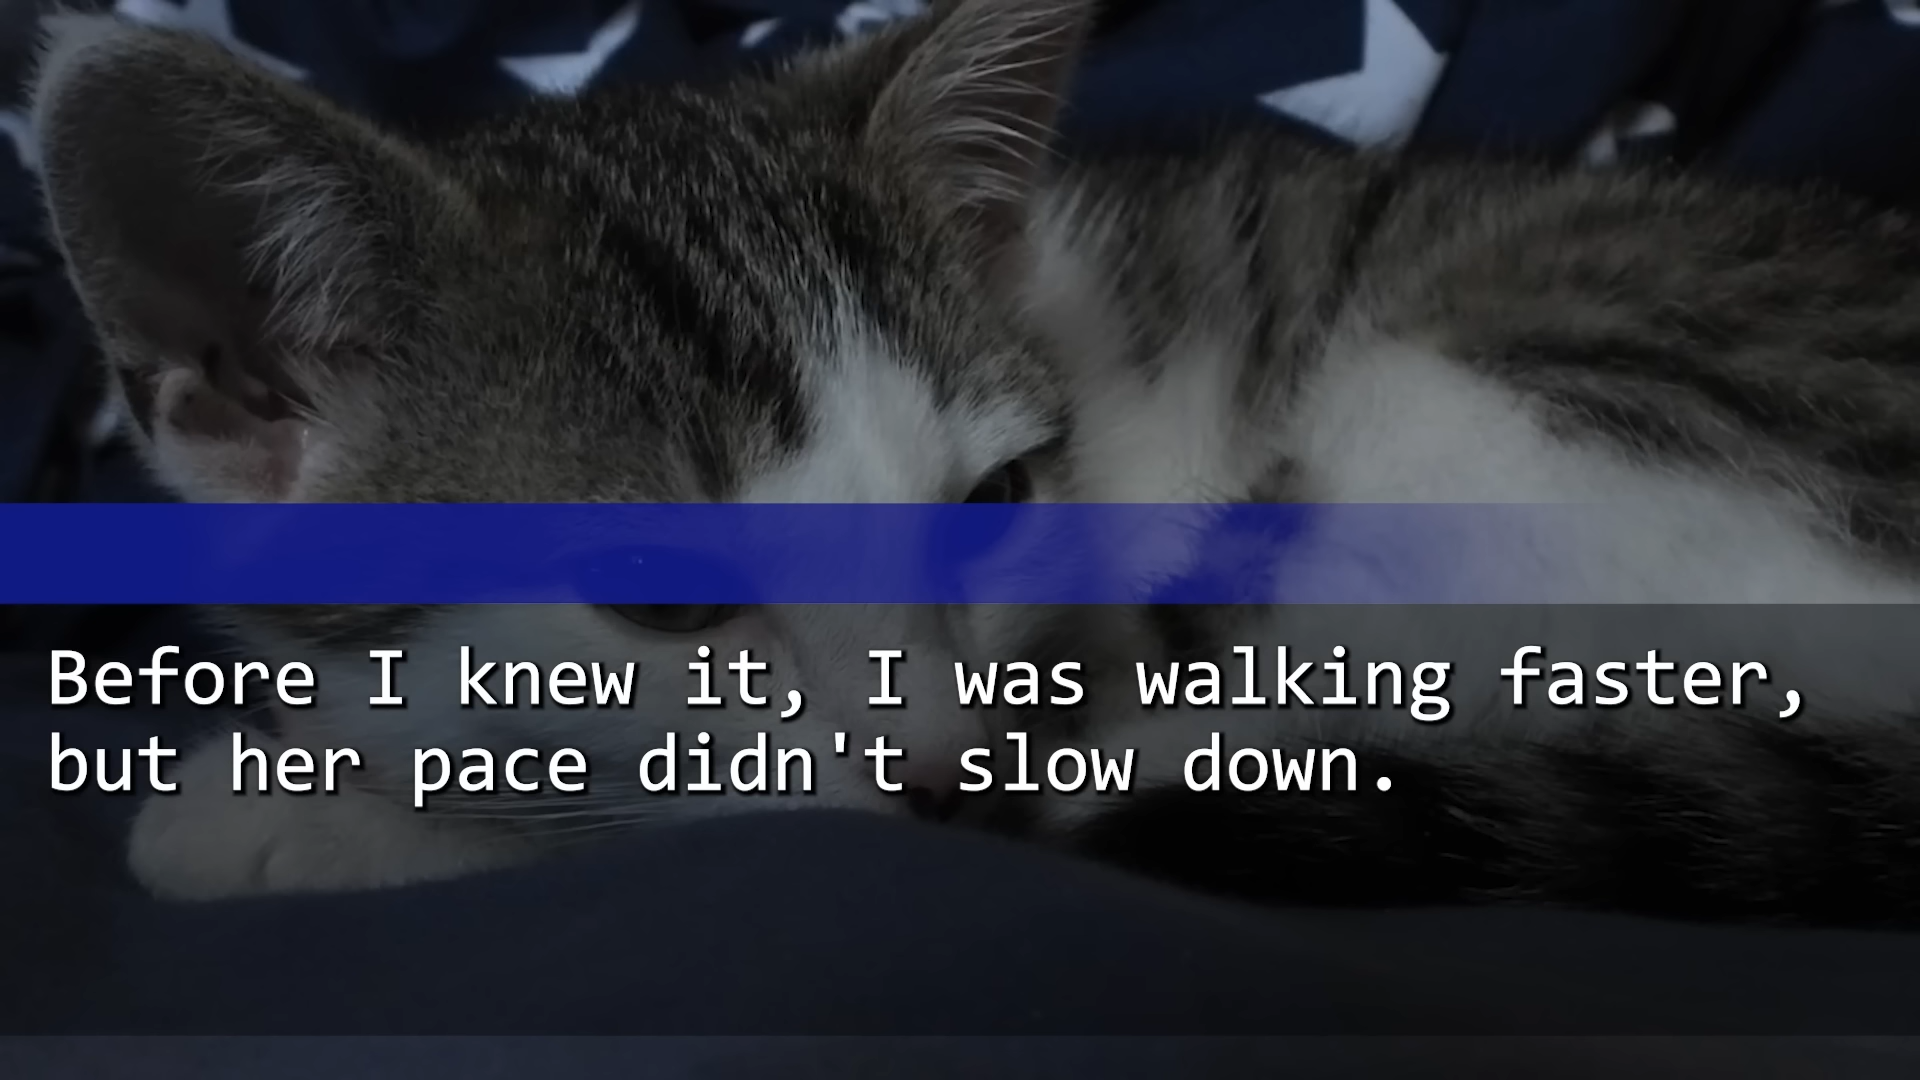 Before I knew it, I was walking faster,
but her pace didn't slow down.